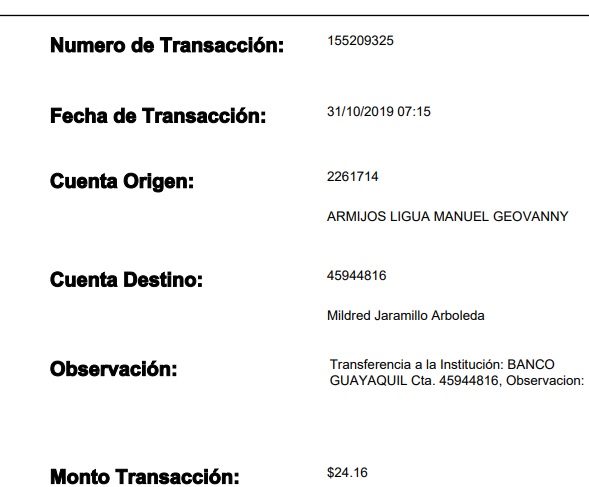 Numero de Transacción: 155209325
Fecha de Transacción: 31/10/2019 07:15
Cuenta Origen: 2261714
ARMIJOS LIGUA MANUEL GEOVANNY
Cuenta Destino: 45944816
Mildred Jaramillo Arboleda
Observación: Transferencia a la Institución: BANCO
GUAYAQUIL Cta. 45944816, Observacion:
Monto Transacción: $24.16